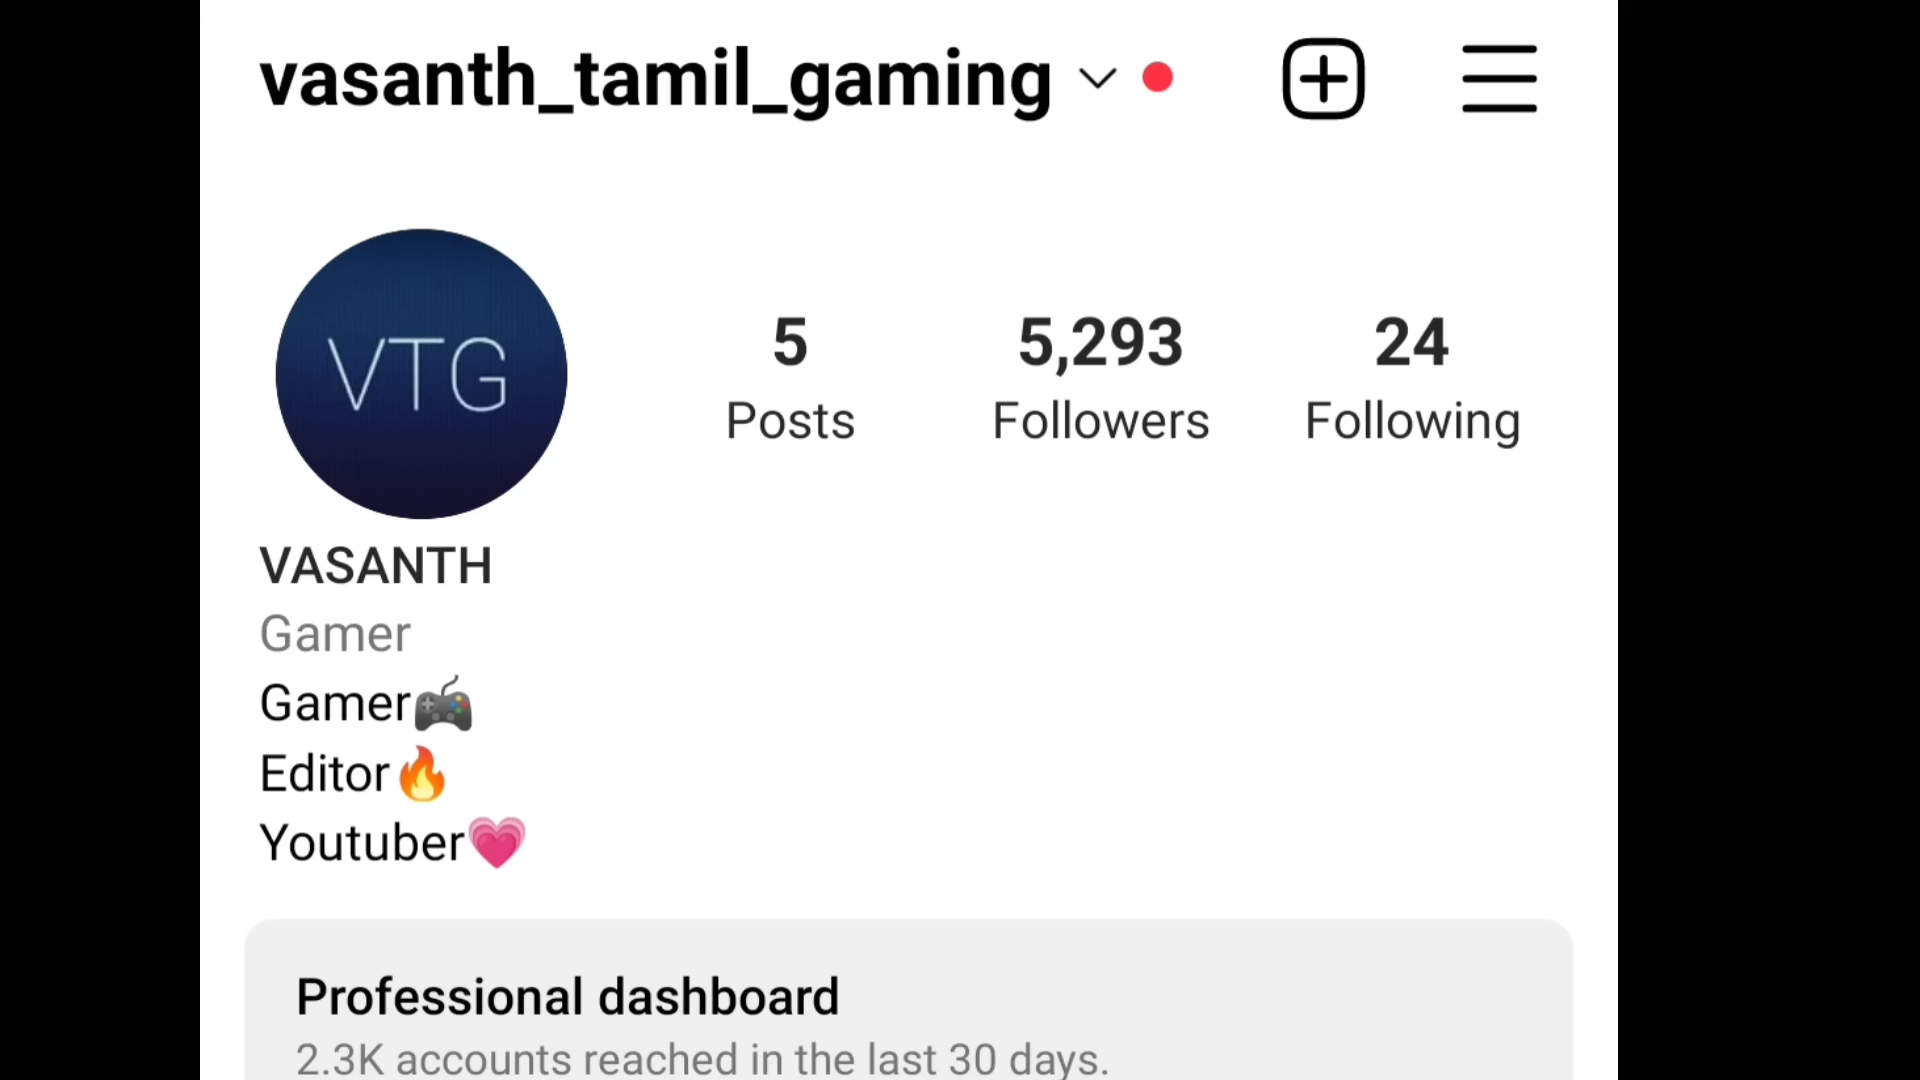 vasanth_tamil_gaming
VTG
5 5,293 24
Posts Followers Following
VASANTH
Gamer
Gamer🎮
Editor🔥
Youtuber💗
Professional dashboard
2.3K accounts reached in the last 30 days.